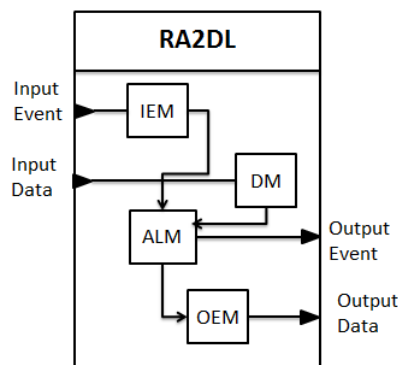 RA2DL
Input
Event
IEM
Input
Data
DM
ALM
Output
Event
OEM
Output
Data